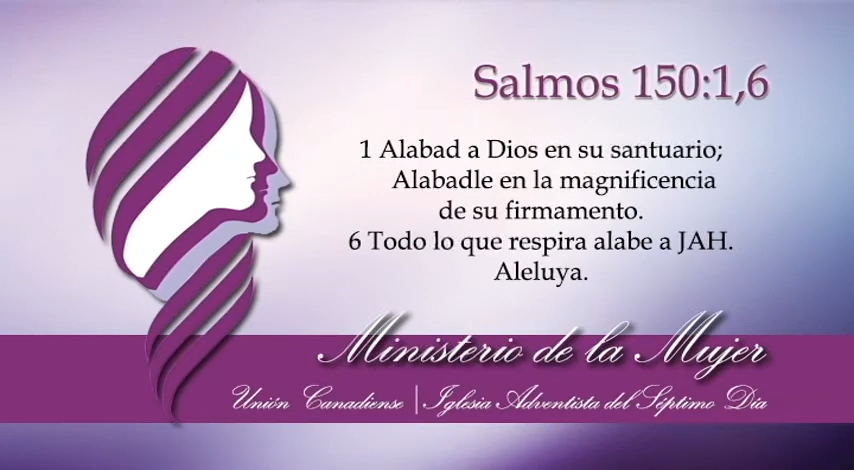 Salmos 150:1,6
1 Alabad a Dios en su santuario;
Alabadle en la magnificencia
de su firmamento.
6 Todo lo que respira alabe a JAH.
Aleluya.
Ministerio de la Mujer
Unión Canadiense | Iglesia Adventista del Séptimo Día